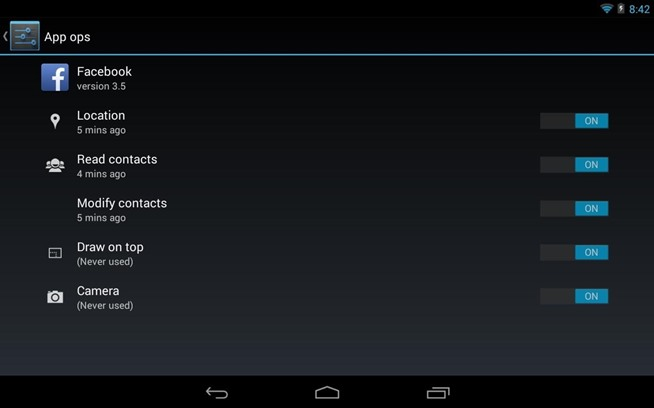 8:42
App ops
Facebook
version 3.5
Location
5 mins ago
ON
Read contacts
4 mins ago
ON
Modify contacts
5 mins ago
ON
Draw on top
(Never used)
ON
Camera
(Never used)
ON